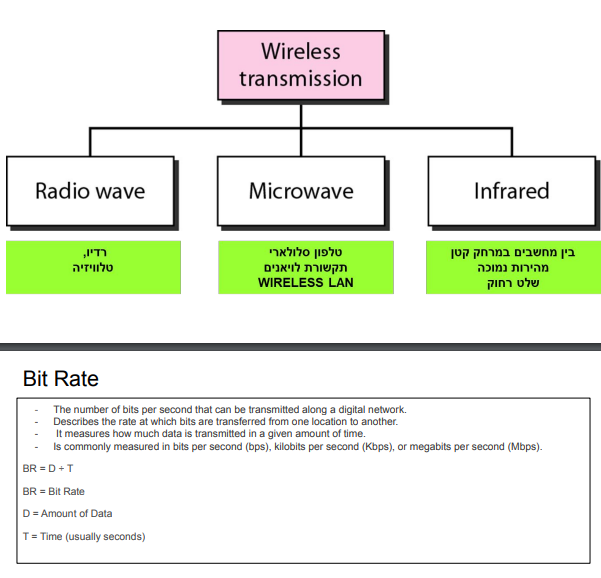 Wireless
transmission
Radio wave
Microwave
Infrared
רדיו,
טלוויזיה
טלפון סלולארי
תקשורת לויאנים
WIRELESS LAN
בין מחשבים במרחק קטן
מהירות נמוכה
שלט רחוק
Bit Rate
- The number of bits per second that can be transmitted along a digital network.
- Describes the rate at which bits are transferred from one location to another.
- It measures how much data is transmitted in a given amount of time.
- Is commonly measured in bits per second (bps), kilobits per second (Kbps), or megabits per second (Mbps).
BR = D ÷ T
BR = Bit Rate
D = Amount of Data
T = Time (usually seconds)